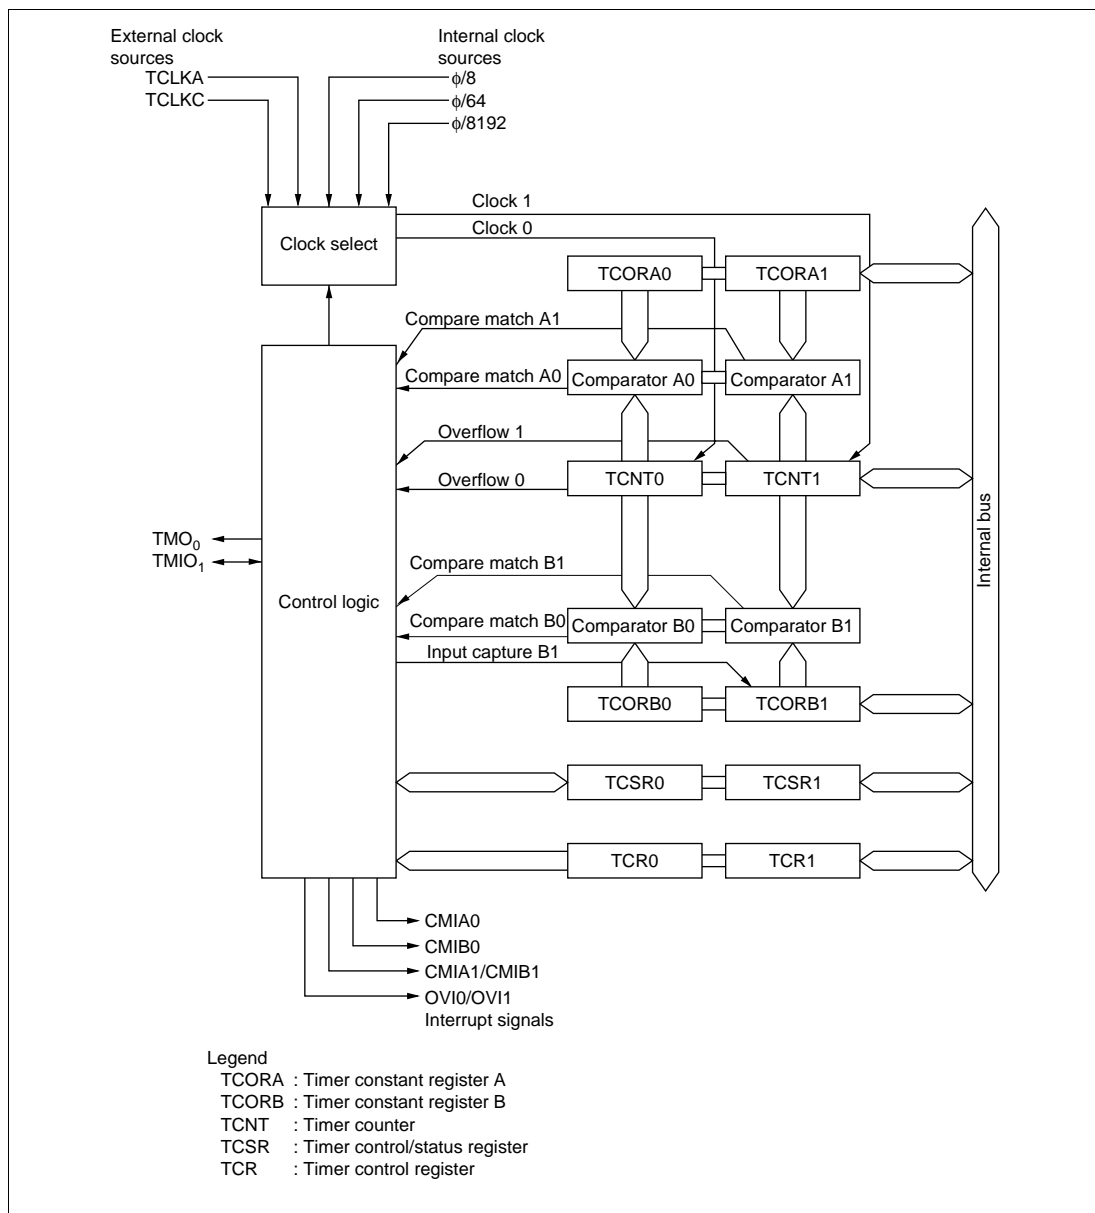 External clock
sources
Internal clock
sources
TCLKA
TCLKC
ϕ/8
ϕ/64
ϕ/8192
Clock 1
Clock 0
Clock select
TCORA0
TCORA1
Compare match A1
Compare match A0
Comparator A0
Comparator A1
Overflow 1
Overflow 0
TCNT0
TCNT1
Internal bus
TMO0
TMIO1
Control logic
Compare match B1
Compare match B0
Comparator B0
Comparator B1
Input capture B1
TCORB0
TCORB1
TCSR0
TCSR1
TCR0
TCR1
CMIA0
CMIB0
CMIA1/CMIB1
OVI0/OVI1
Interrupt signals
Legend
TCORA : Timer constant register A
TCORB : Timer constant register B
TCNT : Timer counter
TCSR : Timer control/status register
TCR : Timer control register